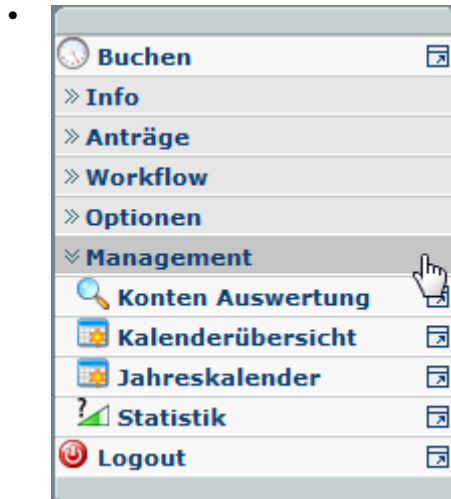 Buchen
Info
Anträge
Workflow
Optionen
Management
Konten Auswertung
Kalenderübersicht
Jahreskalender
Statistik
Logout